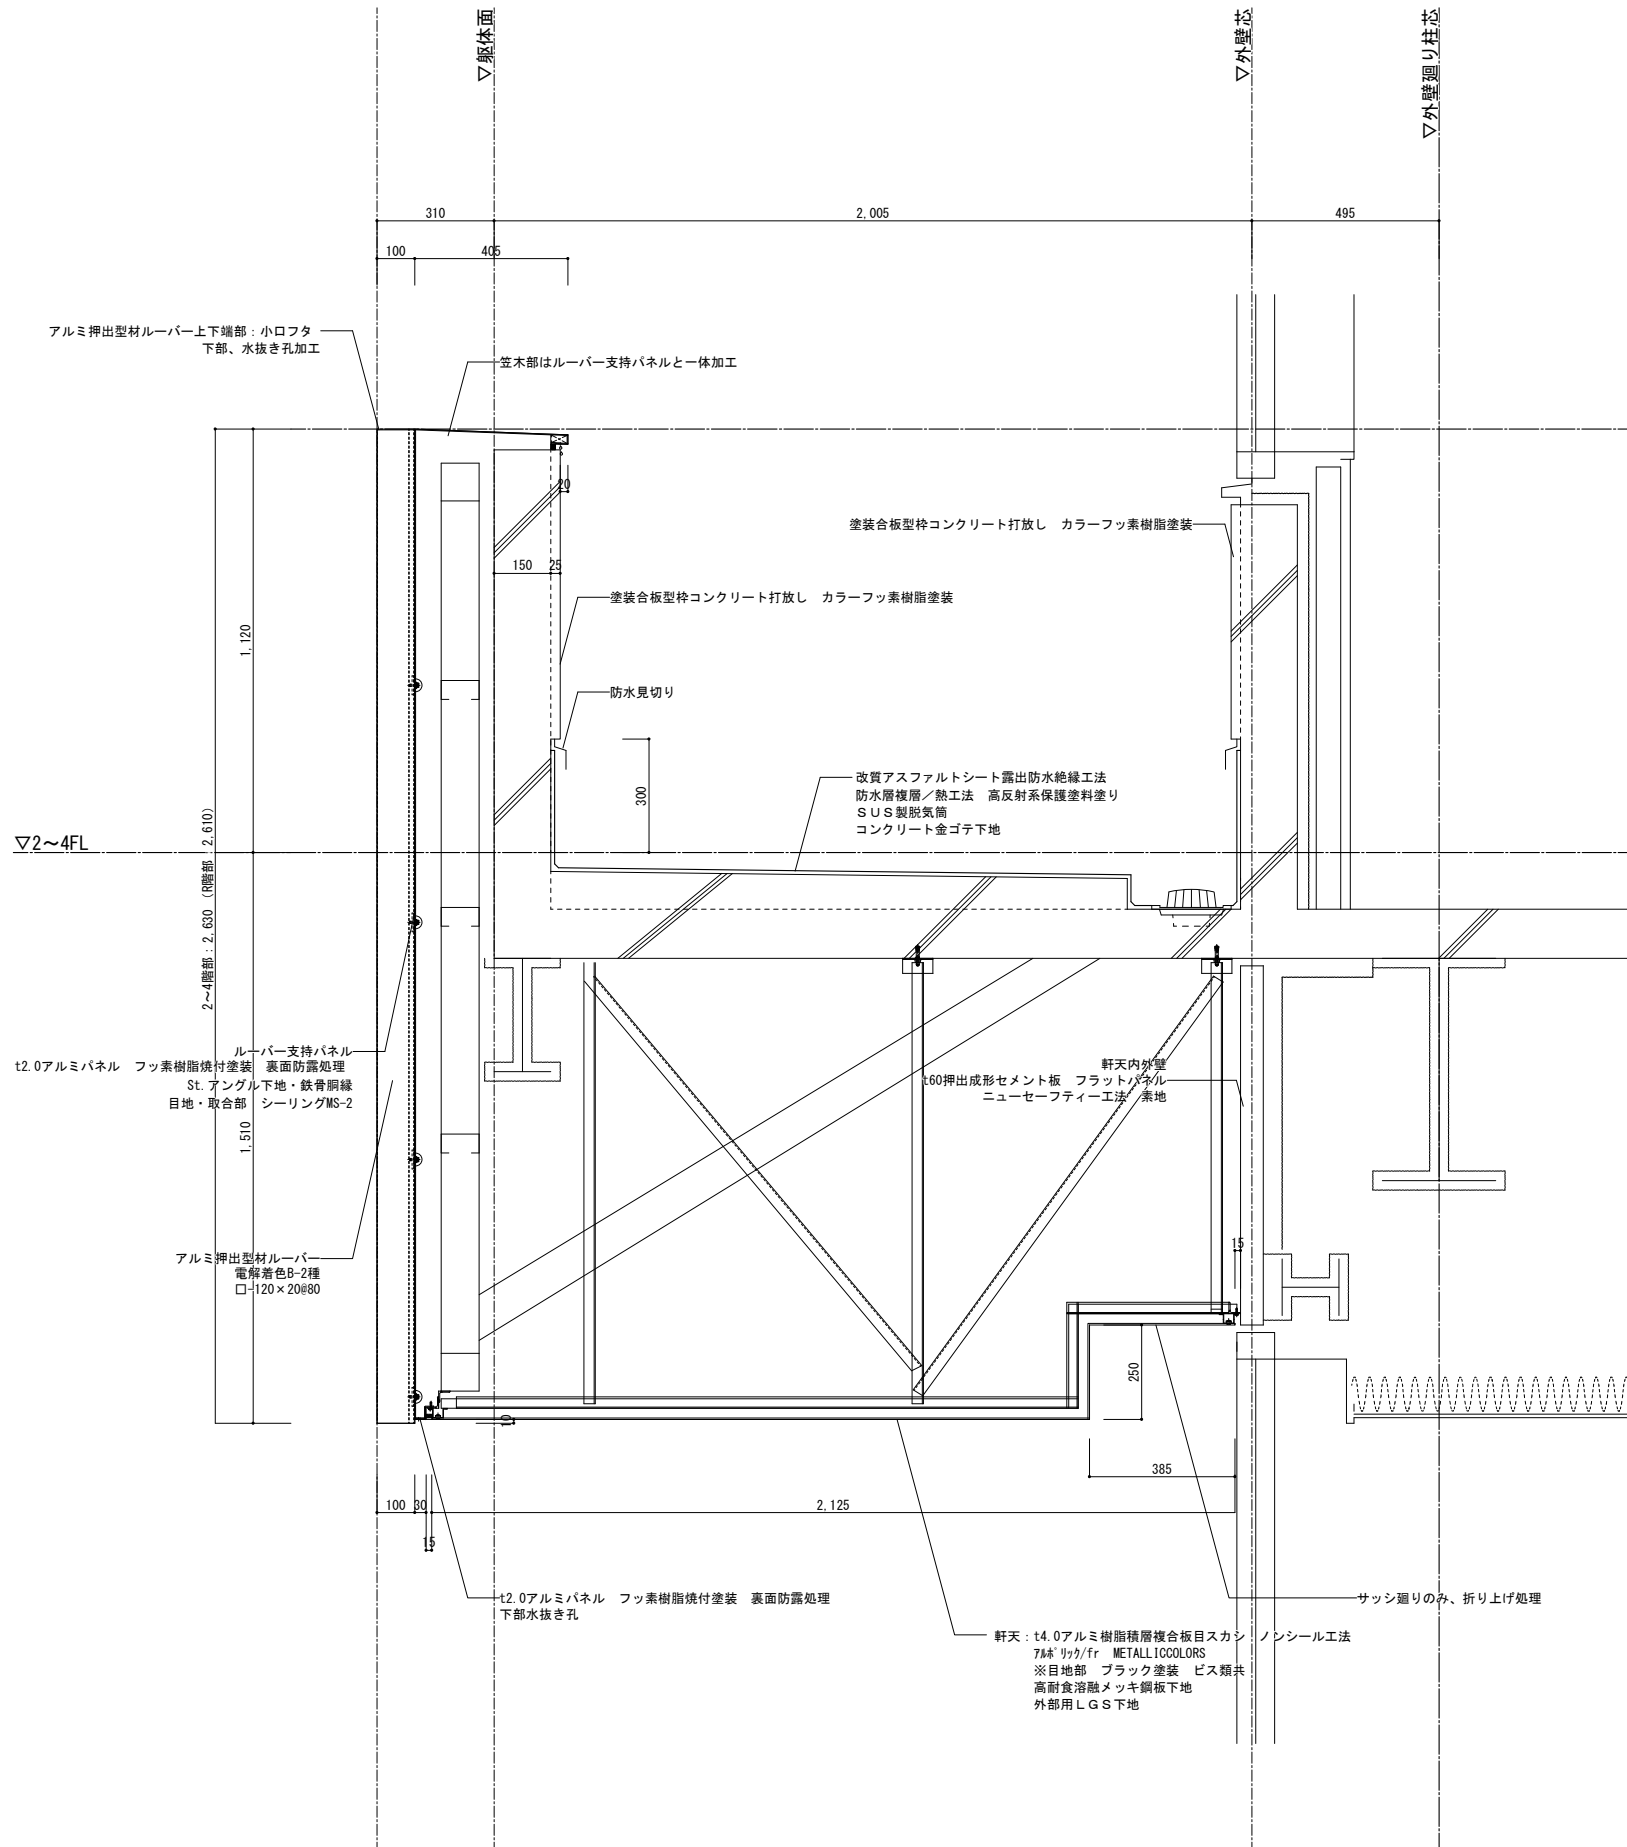 ▽躯体面
▽外壁芯
▽外壁廻り柱芯
310
2,005
495
100
405
アルミ押出型材ルーバー上下端部：小口フタ
下部、水抜き孔加工
笠木部はルーバー支持パネルと一体加工
20
塗装合板型枠コンクリート打放し　カラーフッ素樹脂塗装
150
25
塗装合板型枠コンクリート打放し　カラーフッ素樹脂塗装
1,120
防水見切り
300
改質アスファルトシート露出防水絶縁工法
防水層複層／熱工法　高反射系保護塗料塗り
ＳＵＳ製脱気筒
コンクリート金ゴテ下地
▽2～4FL
2～4階部：2,630 (R階部　2,610)
ルーバー支持パネル
t2.0アルミパネル　フッ素樹脂焼付塗装　裏面防露処理
St.アングル下地・鉄骨胴縁
目地・取合部　シーリングMS-2
1,510
軒天内外壁
t60押出成形セメント板　フラットパネル
ニューセーフティー工法　素地
アルミ押出型材ルーバー
電解着色B-2種
□-120×20@80
15
250
10
385
100
30
2,125
15
t2.0アルミパネル　フッ素樹脂焼付塗装　裏面防露処理
下部水抜き孔
サッシ廻りのみ、折り上げ処理
軒天：t4.0アルミ樹脂積層複合板目スカシ　ノンシール工法
ｱﾙﾎﾟﾘｯｸ/fr　METALLICCOLORS
※目地部　ブラック塗装　ビス類共
高耐食溶融メッキ鋼板下地
外部用ＬＧＳ下地